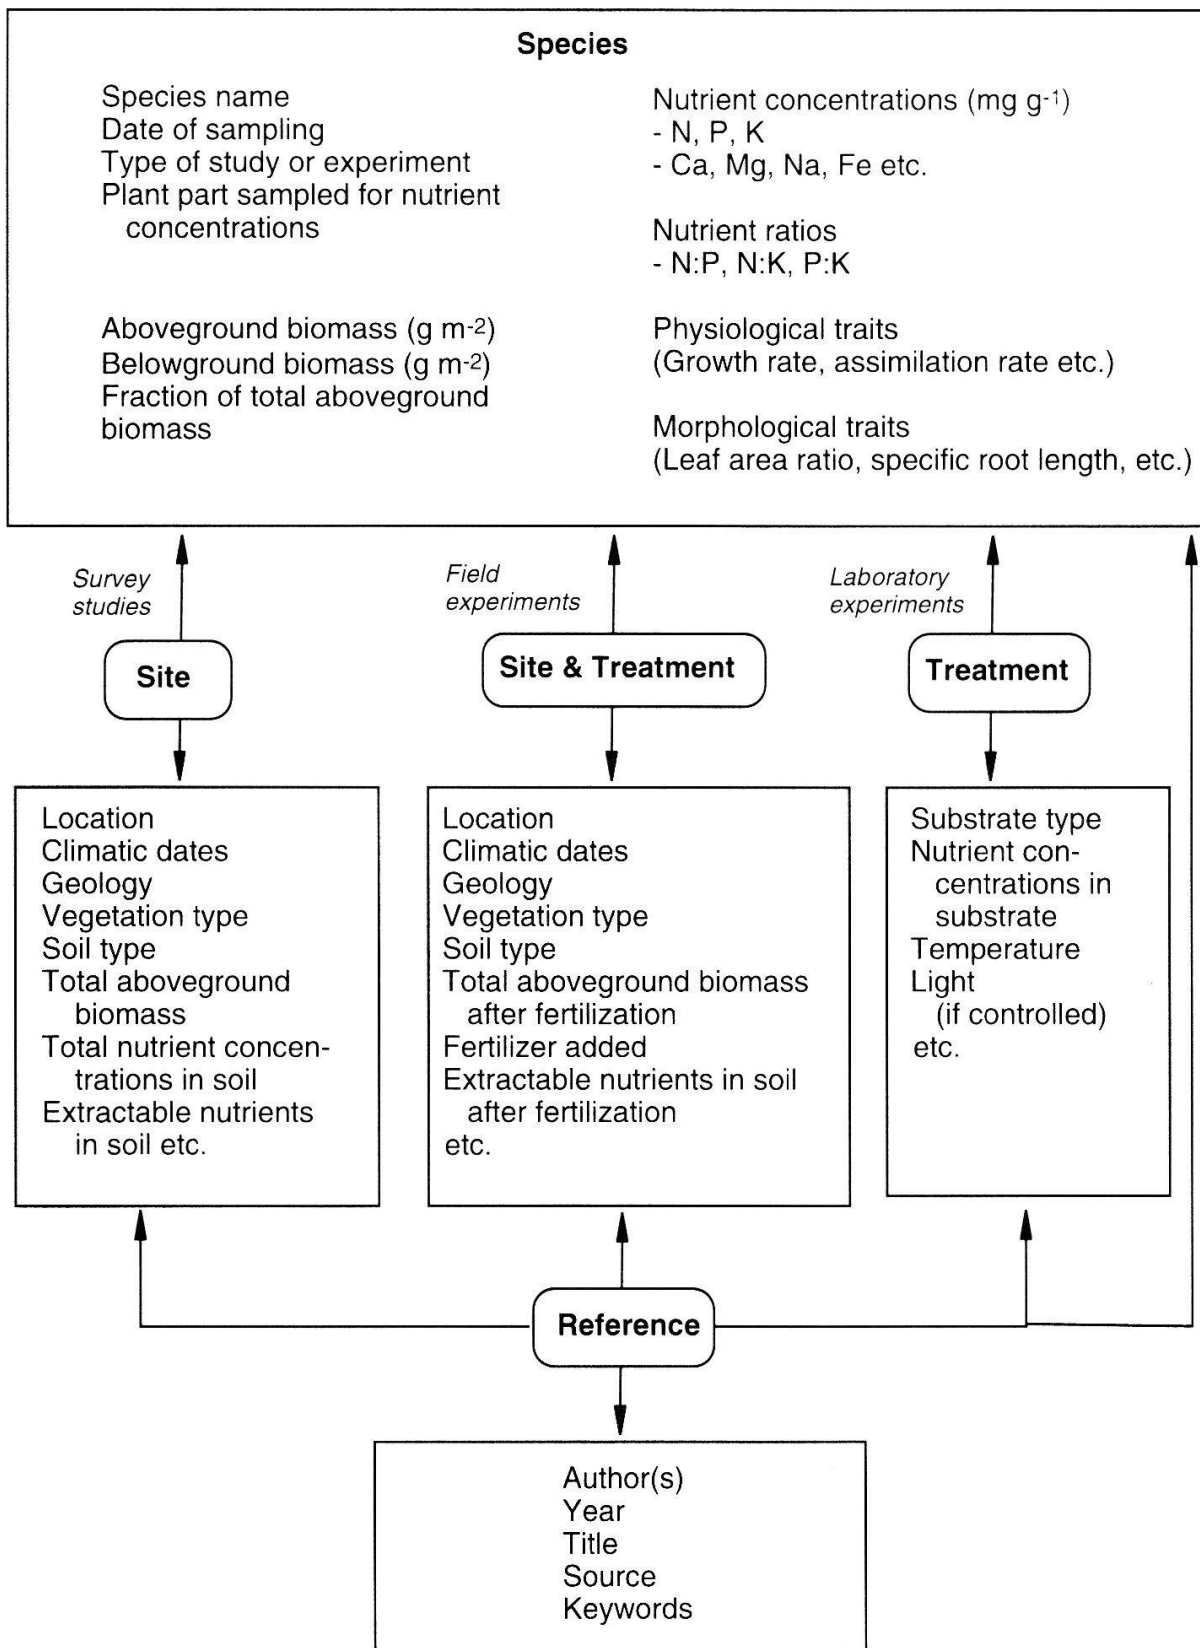 Species
Species name
Date of sampling
Type of study or experiment
Plant part sampled for nutrient
concentrations
Aboveground biomass (g m-2)
Belowground biomass (g m-2)
Fraction of total aboveground
biomass
Nutrient concentrations (mg g-1)
- N, P, K
- Ca, Mg, Na, Fe etc.
Nutrient ratios
- N:P, N:K, P:K
Physiological traits
(Growth rate, assimilation rate etc.)
Morphological traits
(Leaf area ratio, specific root length, etc.)
Survey
studies
Field
experiments
Laboratory
experiments
Site
Site & Treatment
Treatment
Location
Climatic dates
Geology
Vegetation type
Soil type
Total aboveground
biomass
Total nutrient concen-
trations in soil
Extractable nutrients
in soil etc.
Location
Climatic dates
Geology
Vegetation type
Soil type
Total aboveground biomass
after fertilization
Fertilizer added
Extractable nutrients in soil
after fertilization
etc.
Substrate type
Nutrient con-
centrations in
substrate
Temperature
Light
(if controlled)
etc.
Reference
Author(s)
Year
Title
Source
Keywords